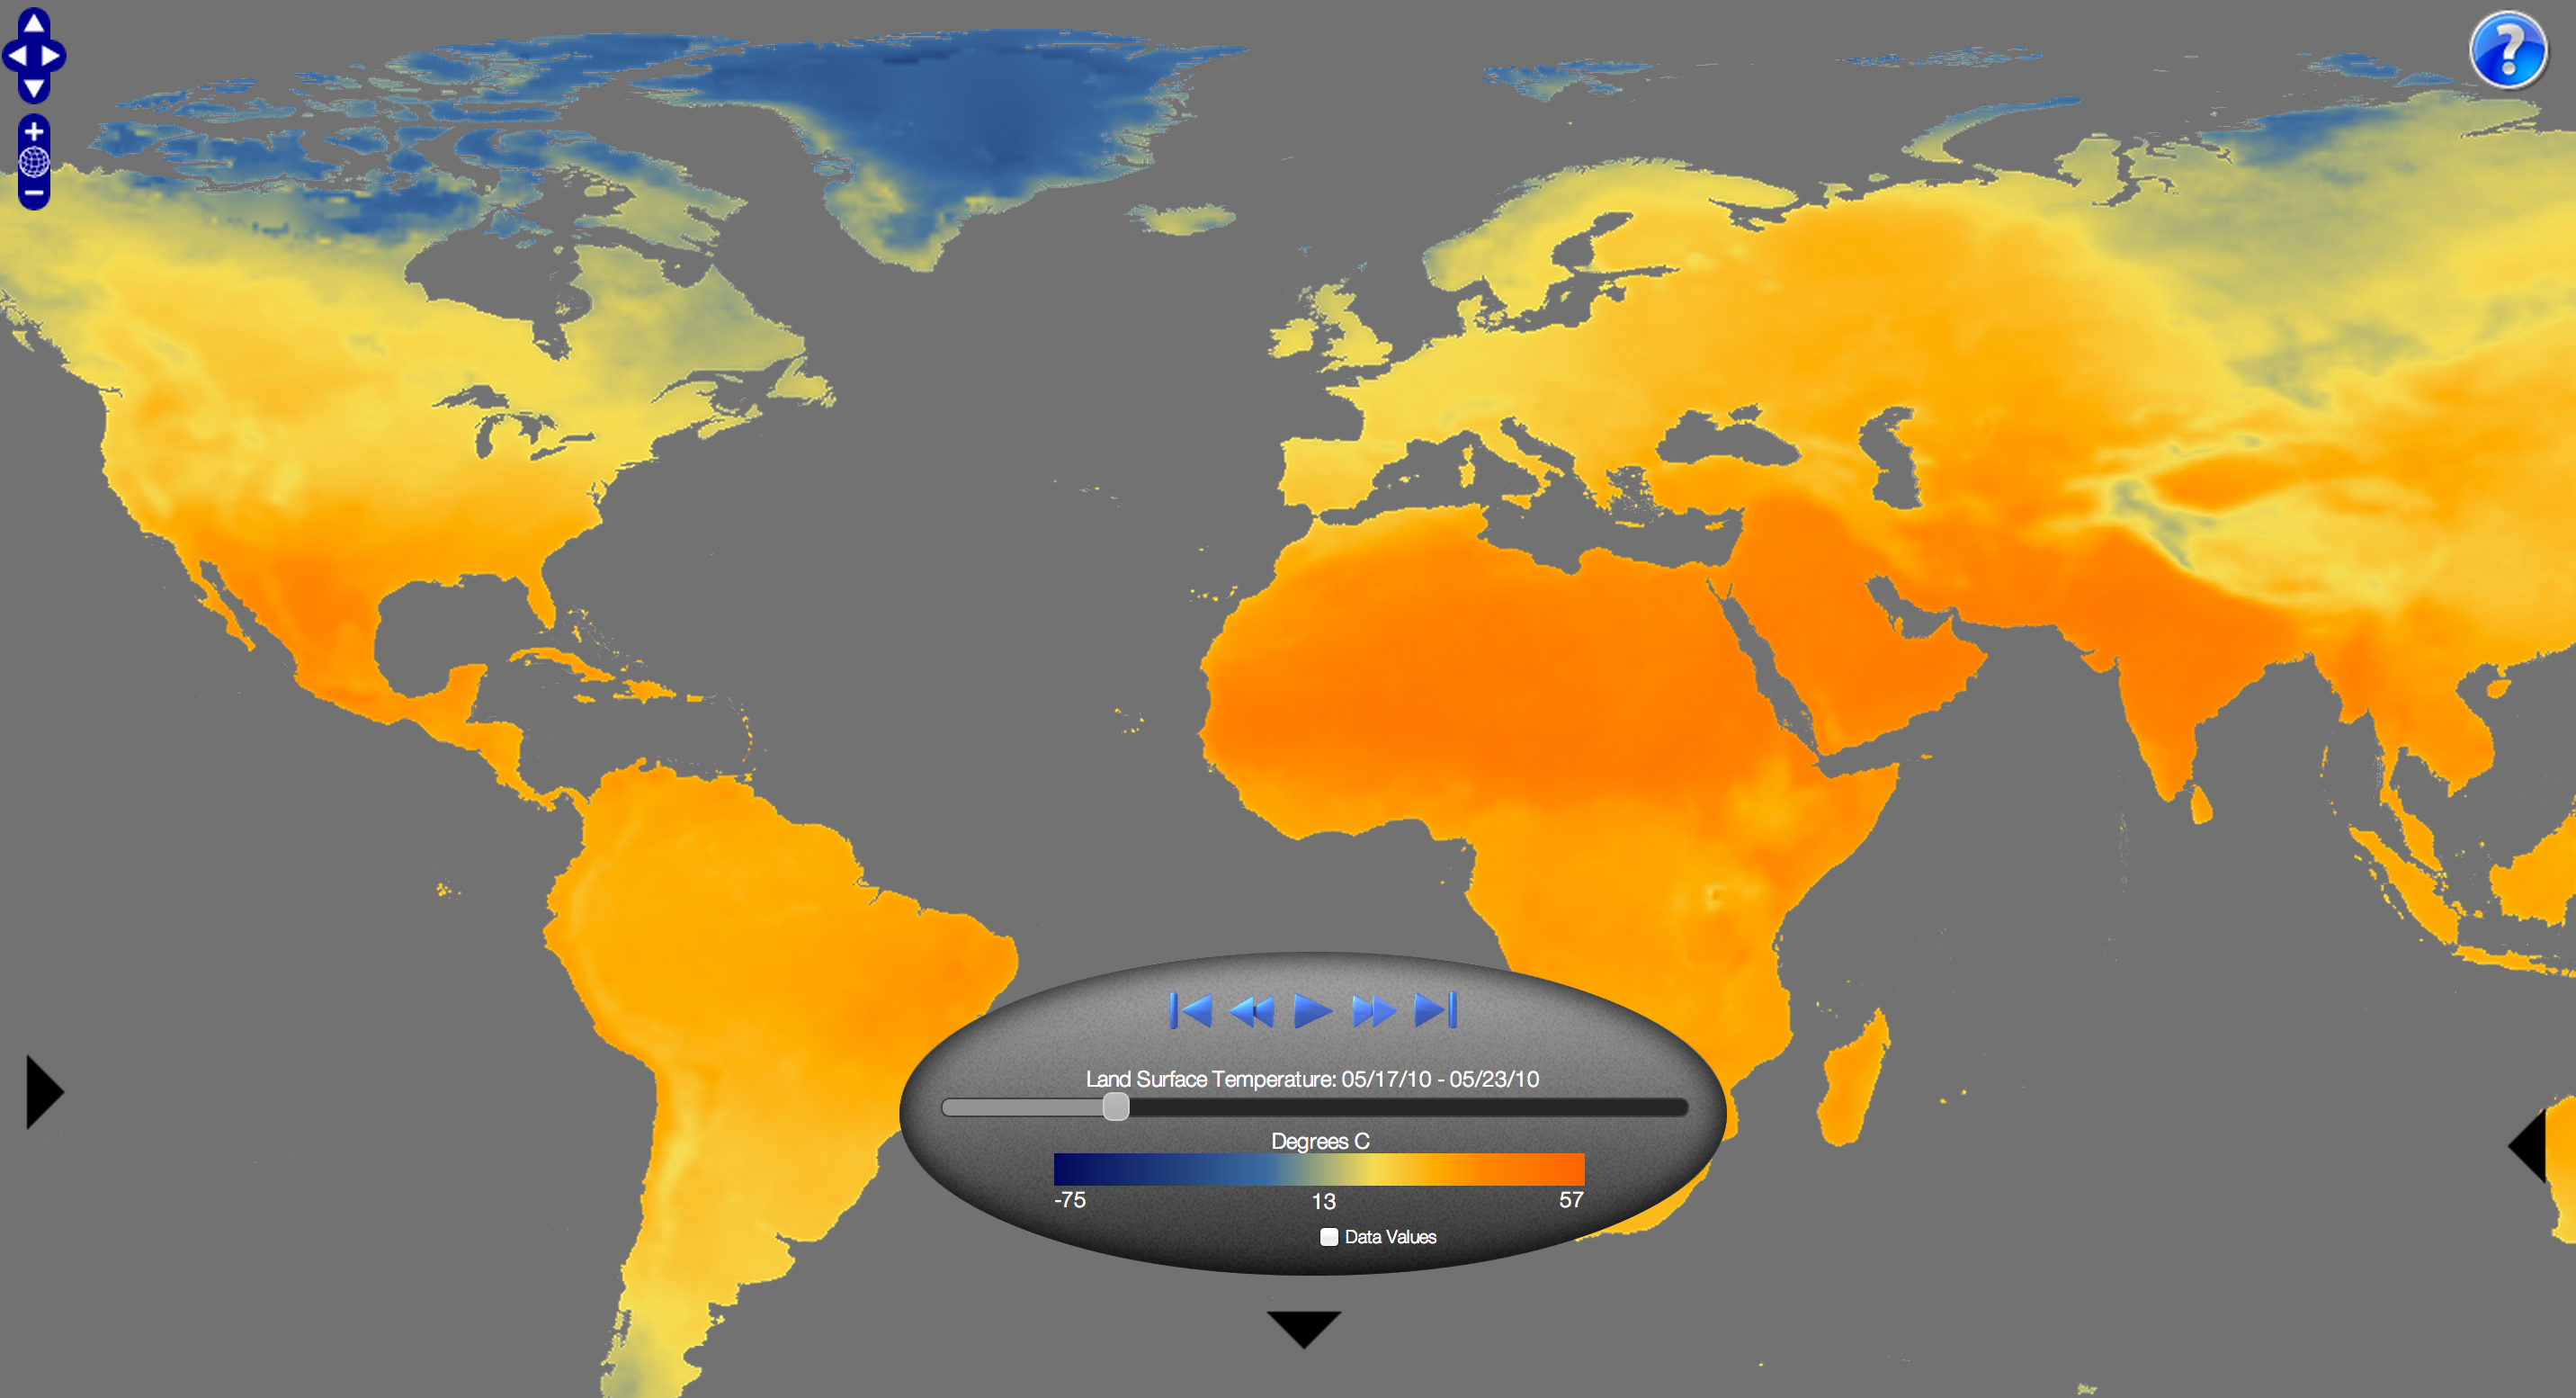 ?
Land Surface Temperature: 05/17/10 - 05/23/10
Degrees C
-75 13 57
Data Values